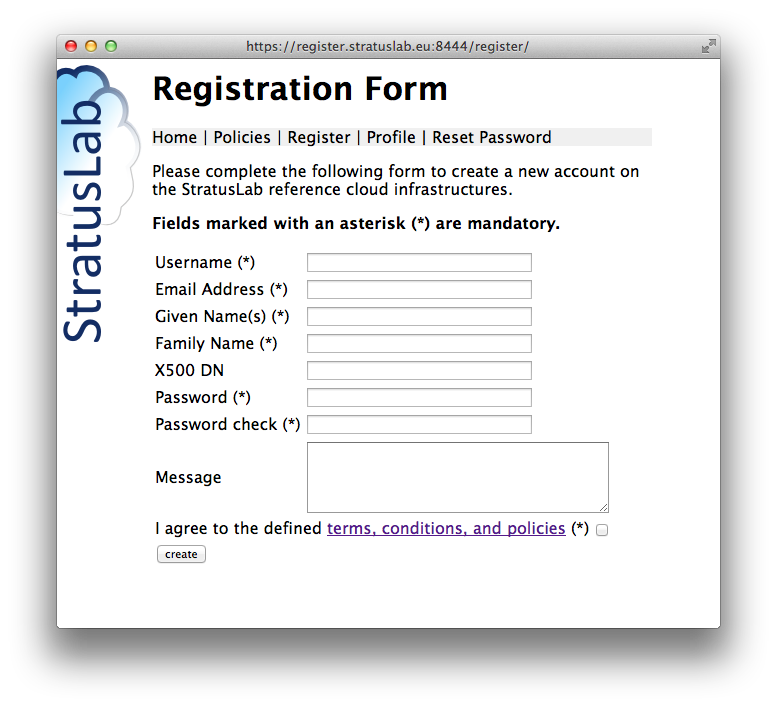 https://register.stratuslab.eu:8444/register/
StratusLab
Registration Form
Home | Policies | Register | Profile | Reset Password
Please complete the following form to create a new account on
the StratusLab reference cloud infrastructures.
Fields marked with an asterisk (*) are mandatory.
Username (*)
Email Address (*)
Given Name(s) (*)
Family Name (*)
X500 DN
Password (*)
Password check (*)
Message
I agree to the defined terms, conditions, and policies (*)
create